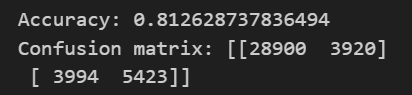 Accuracy: 0.812628737836494
Confusion matrix: [[28900  3920]
 [ 3994  5423]]